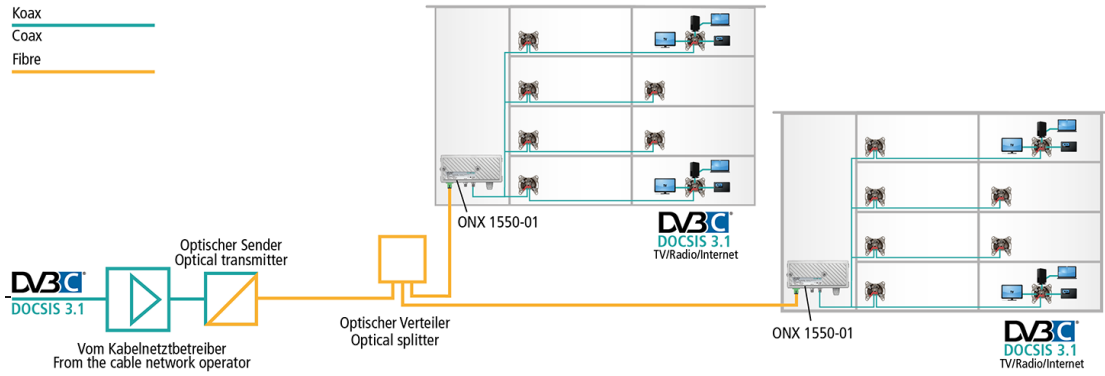 Koax
Coax
Fibre
DVB C
DOCSIS 3.1
Optischer Sender
Optical transmitter
Vom Kabelnetzbetreiber
From the cable network operator
Optischer Verteiler
Optical splitter
ONX 1550-01
DVB C
DOCSIS 3.1
TV/Radio/Internet
ONX 1550-01
DVB C
DOCSIS 3.1
TV/Radio/Internet